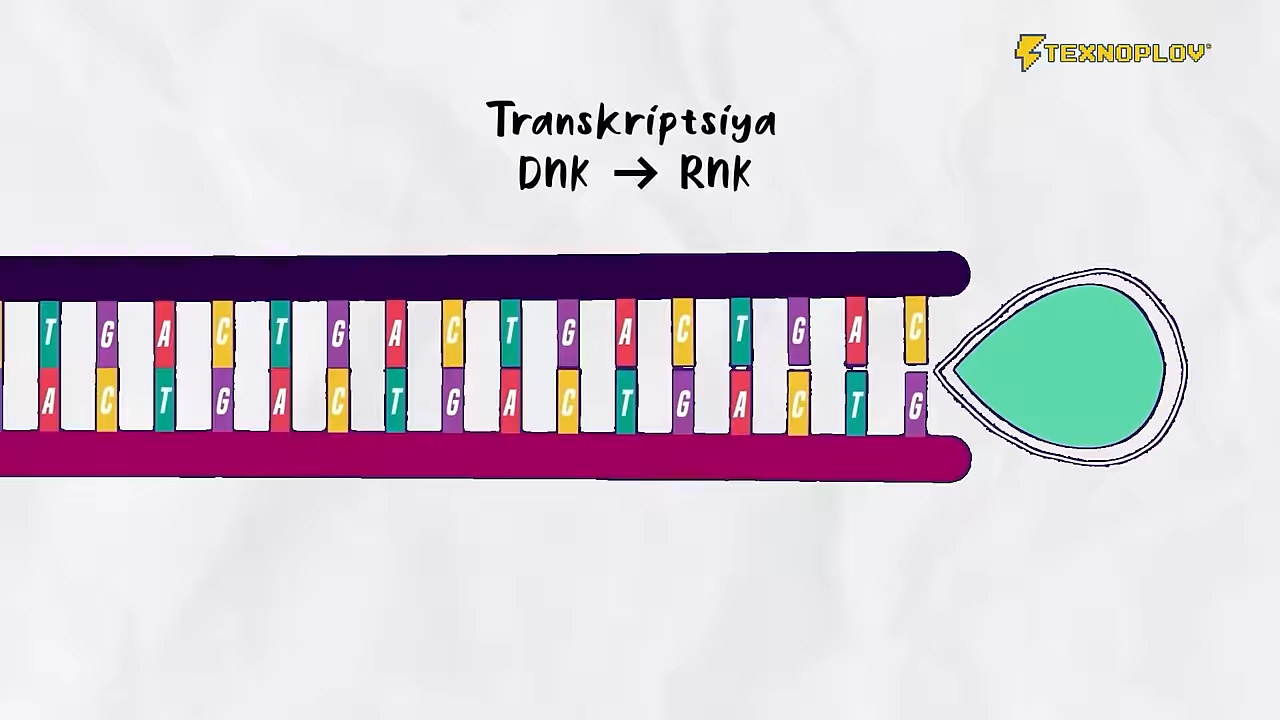 TEXNOPLOV
Transkriptsiya
DNK → RNK
T G A C T G A C T G A C T G A C
A C T G A C T G A C T G A C T G